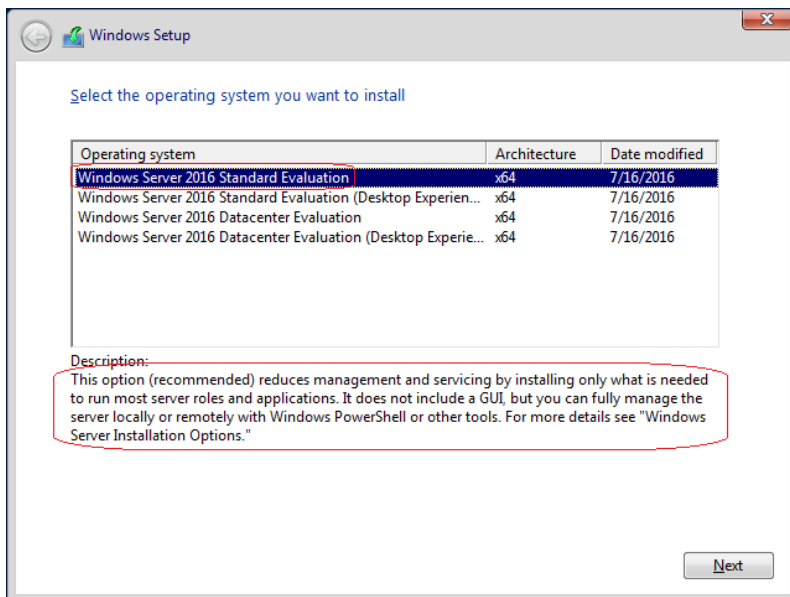 Windows Setup
Select the operating system you want to install
Operating system Architecture Date modified
Windows Server 2016 Standard Evaluation x64 7/16/2016
Windows Server 2016 Standard Evaluation (Desktop Experien... x64 7/16/2016
Windows Server 2016 Datacenter Evaluation x64 7/16/2016
Windows Server 2016 Datacenter Evaluation (Desktop Experie... x64 7/16/2016
Description:
This option (recommended) reduces management and servicing by installing only what is needed
to run most server roles and applications. It does not include a GUI, but you can fully manage the
server locally or remotely with Windows PowerShell or other tools. For more details see "Windows
Server Installation Options."
Next